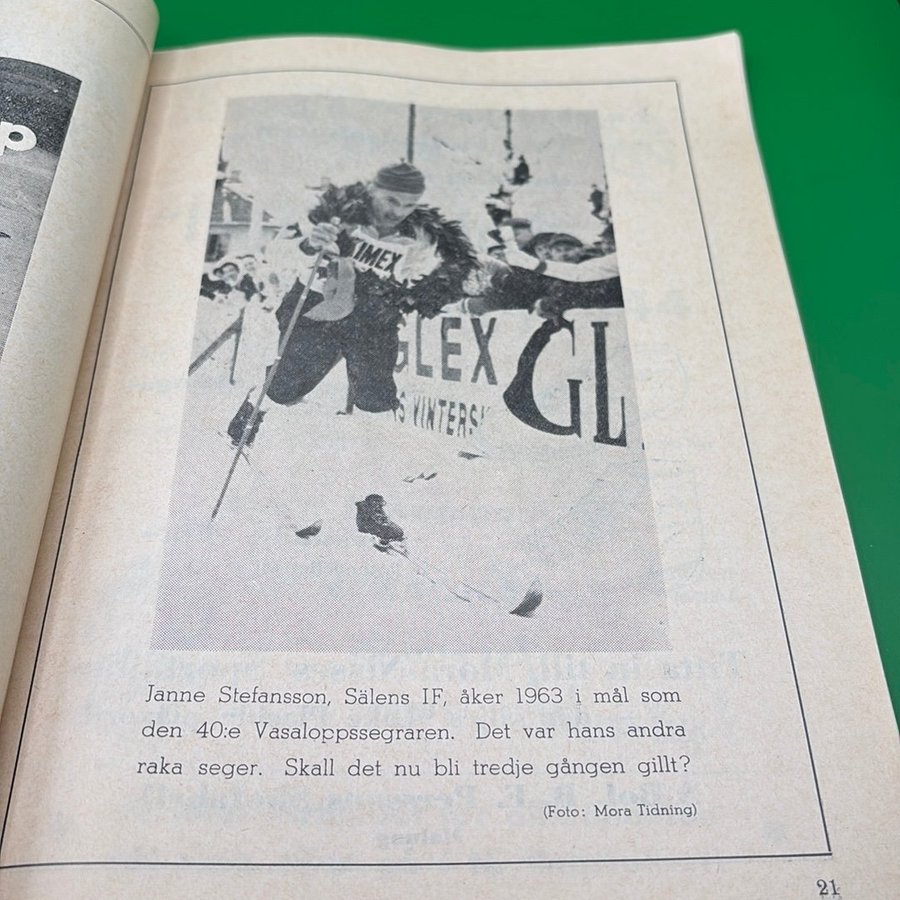 p
TIMEX
GLEX GL
VINTERS
Janne Stefansson, Sälens IF, åker 1963 i mål som
den 40:e Vasaloppssegraren. Det var hans andra
raka seger. Skall det nu bli tredje gången gillt?
(Foto: Mora Tidning)
21